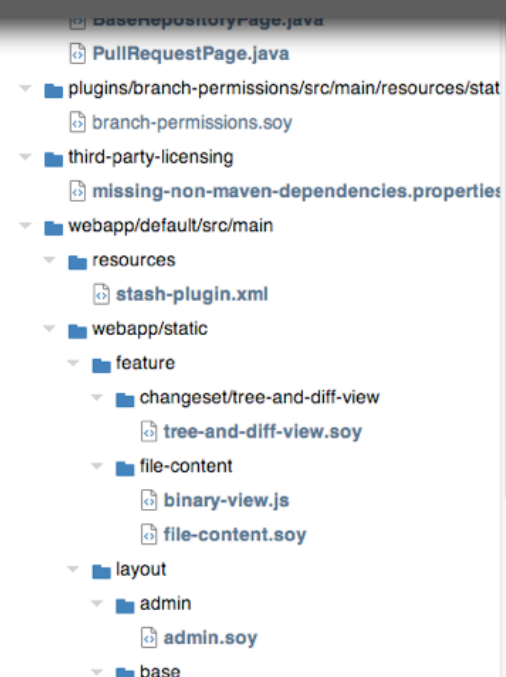 BaseRepositoryPage.java
PullRequestPage.java
plugins/branch-permissions/src/main/resources/stat
branch-permissions.soy
third-party-licensing
missing-non-maven-dependencies.properties
webapp/default/src/main
resources
stash-plugin.xml
webapp/static
feature
changeset/tree-and-diff-view
tree-and-diff-view.soy
file-content
binary-view.js
file-content.soy
layout
admin
admin.soy
base